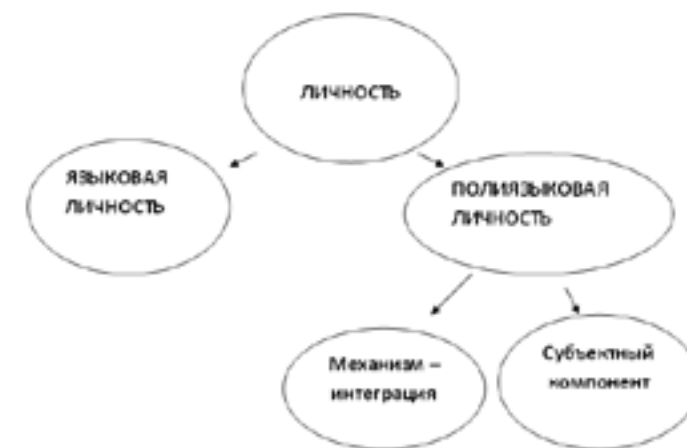 ЛИЧНОСТЬ
ЯЗЫКОВАЯ
ЛИЧНОСТЬ
ПОЛИЯЗЫКОВАЯ
ЛИЧНОСТЬ
Механизм –
интеграция
Субъектный
компонент